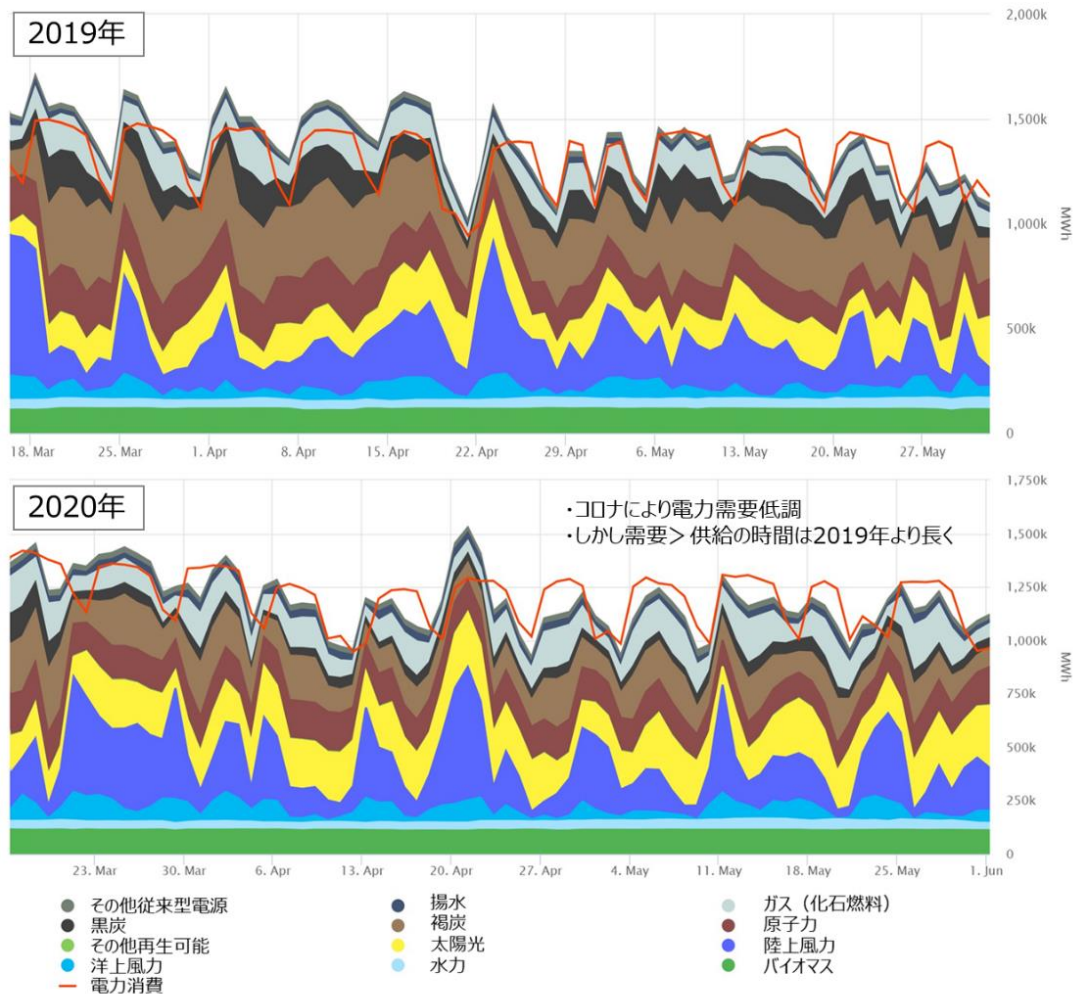 2019年
2,000k
1,500k
1,000k
500k
0
MWh
18. Mar 25. Mar 1. Apr 8. Apr 15. Apr 22. Apr 29. Apr 6. May 13. May 20. May 27. May
2020年
・コロナにより電力需要低調
・しかし需要＞供給の時間は2019年より長く
1,750k
1,500k
1,250k
1,000k
750k
500k
250k
0
MWh
23. Mar 30. Mar 6. Apr 13. Apr 20. Apr 27. Apr 4. May 11. May 18. May 25. May 1. Jun
その他従来型電源 揚水 ガス（化石燃料）
黒炭 褐炭 原子力
その他再生可能 太陽光 陸上風力
洋上風力 水力 バイオマス
電力消費